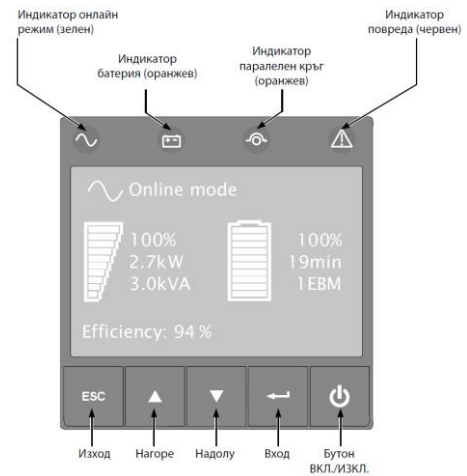 Индикатор онлайн
режим (зелен)
Индикатор
батерия (оранжев)
Индикатор
паралелен кръг
(оранжев)
Индикатор
повреда (червен)
Online mode
100%
2.7kW
3.0kVA
100%
19min
1EBM
Efficiency: 94 %
ESC
Изход
Нагоре
Надолу
Вход
Бутон
ВКЛ./ИЗКЛ.